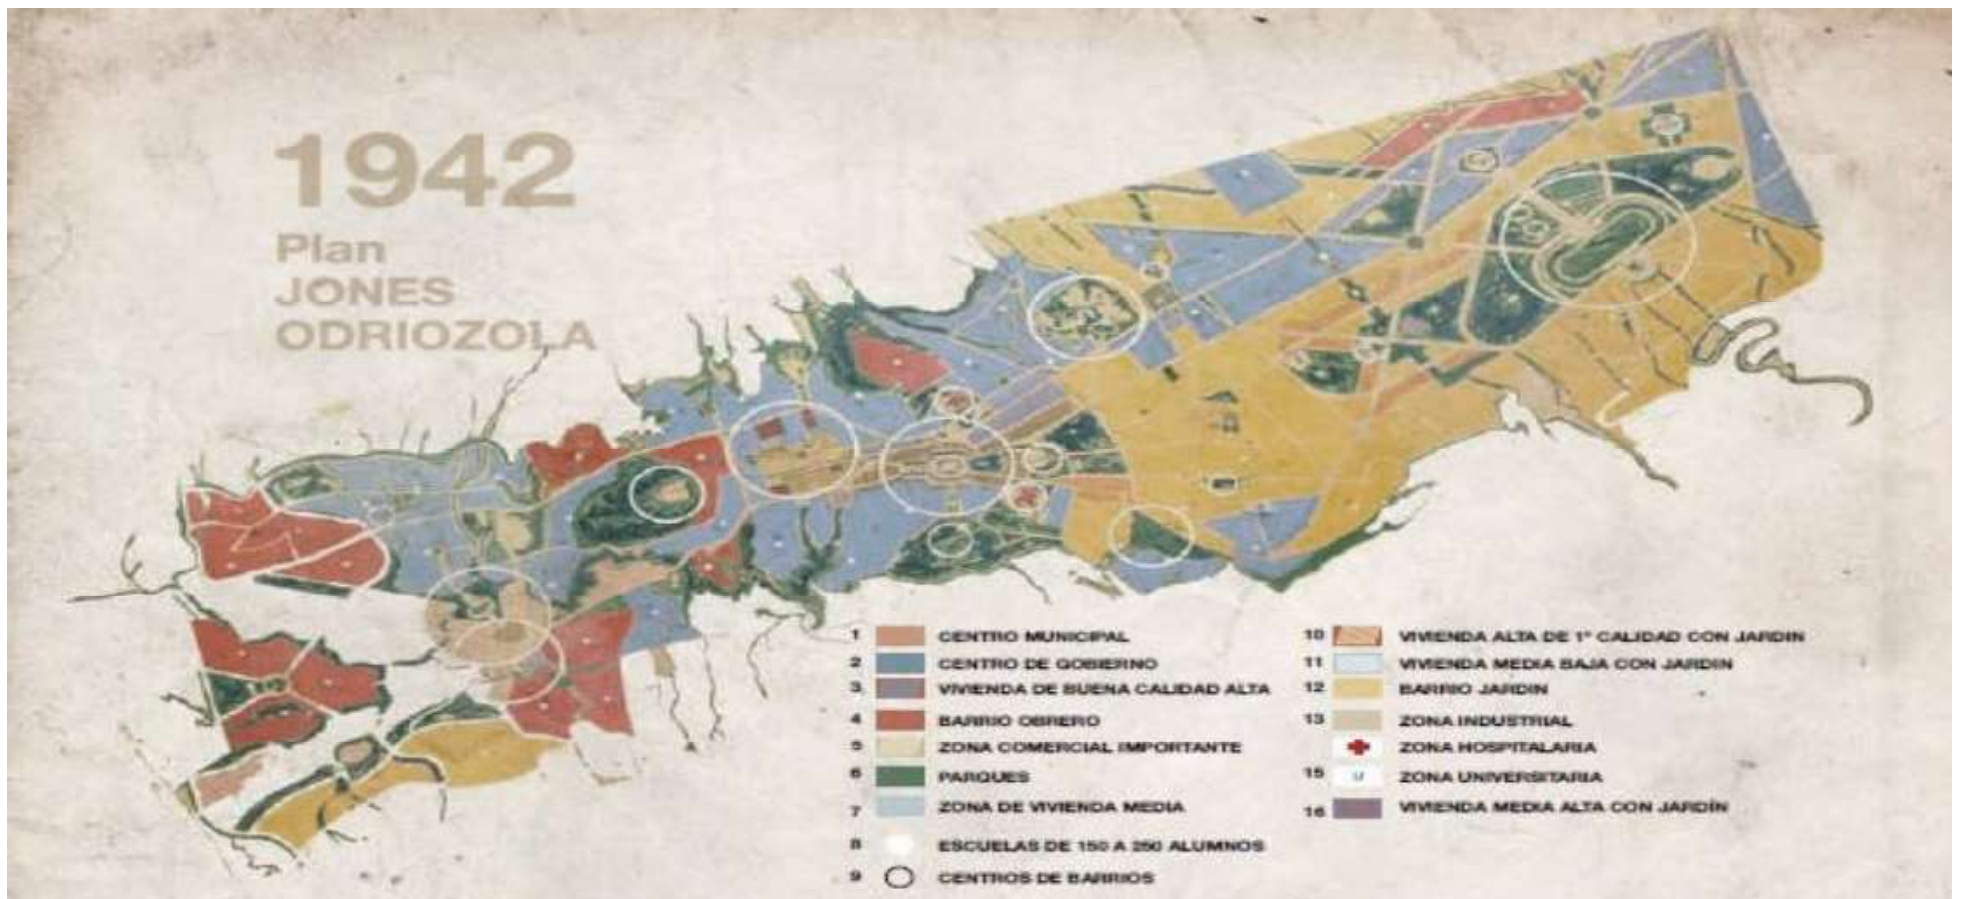 1942
Plan
JONES
ODRIOZOLA
1 CENTRO MUNICIPAL
2 CENTRO DE GOBIERNO
3 VIVIENDA DE BUENA CALIDAD ALTA
4 BARRIO OBRERO
5 ZONA COMERCIAL IMPORTANTE
6 PARQUES
7 ZONA DE VIVIENDA MEDIA
8 ESCUELAS DE 150 A 250 ALUMNOS
9 CENTROS DE BARRIOS
10 VIVIENDA ALTA DE 1º CALIDAD CON JARDIN
11 VIVIENDA MEDIA BAJA CON JARDIN
12 BARRIO JARDIN
13 ZONA INDUSTRIAL
ZONA HOSPITALARIA
15 U ZONA UNIVERSITARIA
16 VIVIENDA MEDIA ALTA CON JARDÍN